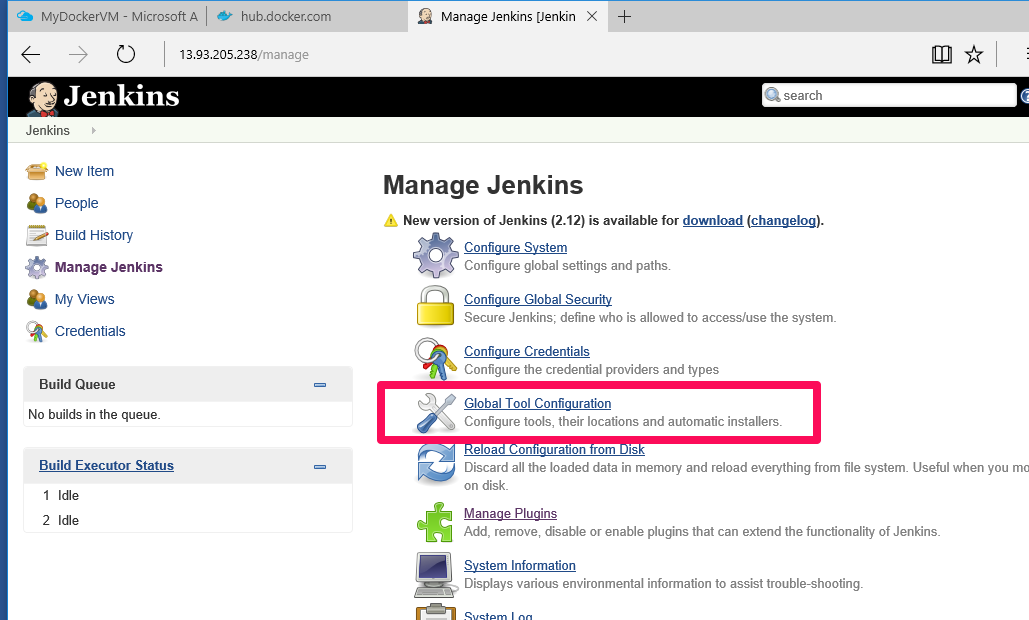 MyDockerVM - Microsoft A
hub.docker.com
Manage Jenkins [Jenkin
13.93.205.238/manage
Jenkins
search
Jenkins
New Item
People
Build History
Manage Jenkins
My Views
Credentials
Build Queue
No builds in the queue.
Build Executor Status
1 Idle
2 Idle
Manage Jenkins
New version of Jenkins (2.12) is available for download (changelog).
Configure System
Configure global settings and paths.
Configure Global Security
Secure Jenkins; define who is allowed to access/use the system.
Configure Credentials
Configure the credential providers and types
Global Tool Configuration
Configure tools, their locations and automatic installers.
Reload Configuration from Disk
Discard all the loaded data in memory and reload everything from file system. Useful when you mo
on disk.
Manage Plugins
Add, remove, disable or enable plugins that can extend the functionality of Jenkins.
System Information
Displays various environmental information to assist trouble-shooting.
System Log